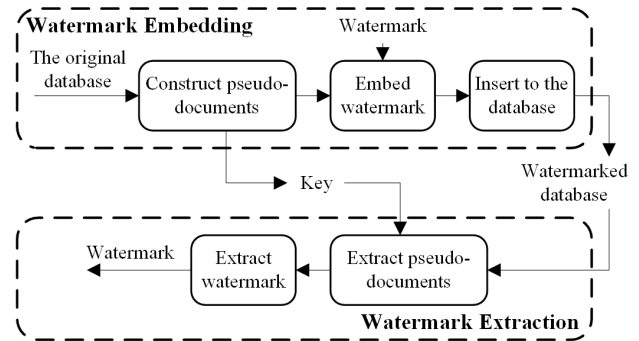 Watermark Embedding
Watermark
The original
database
Construct pseudo-
documents
Embed
watermark
Insert to the
database
Watermarked
database
Key
Watermark
Extract
watermark
Extract pseudo-
documents
Watermark Extraction